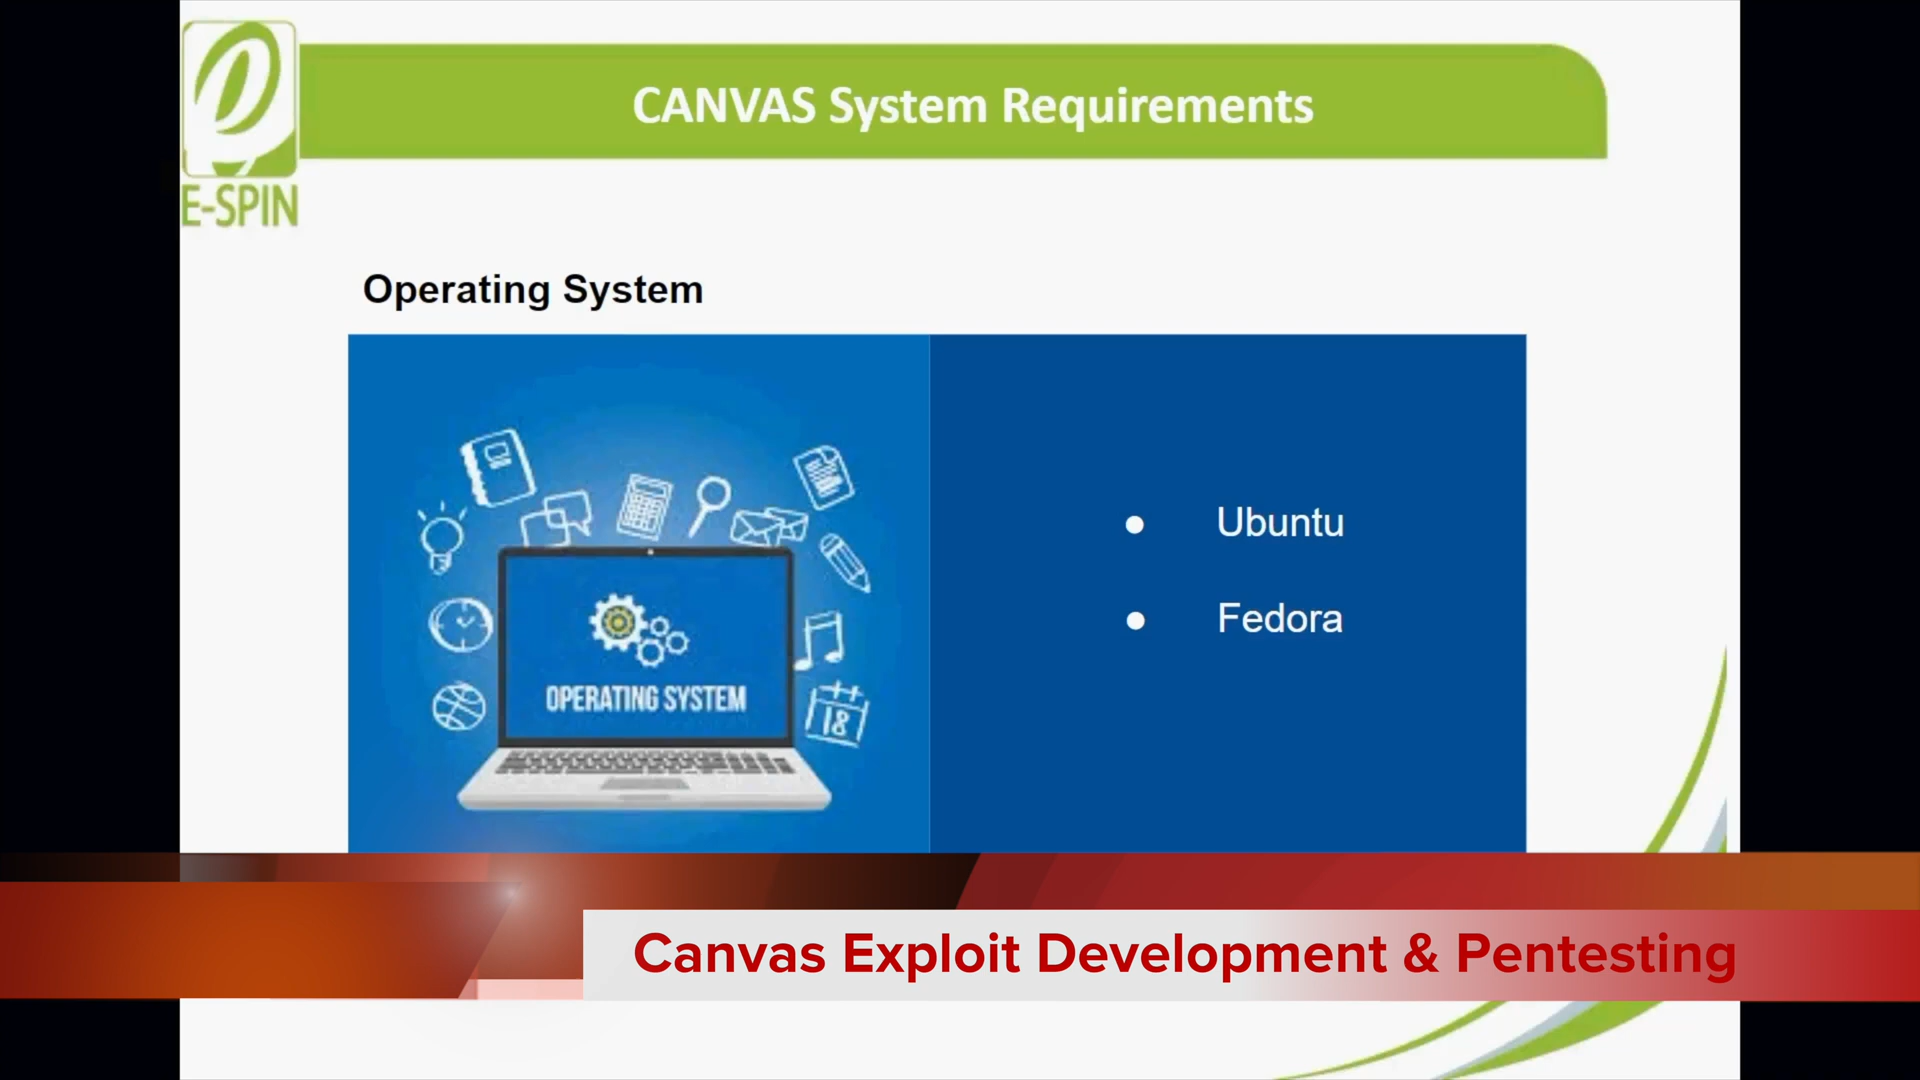 CANVAS System Requirements
E-SPIN
Operating System
OPERATING SYSTEM
18
● Ubuntu
● Fedora
Canvas Exploit Development & Pentesting